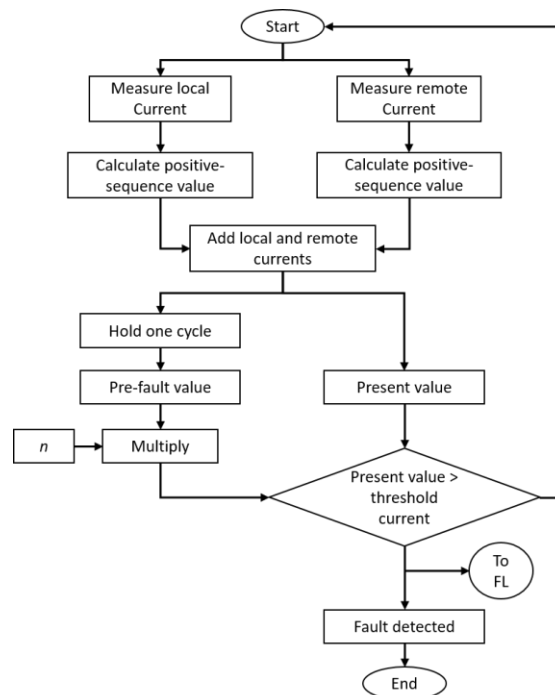 Start
Measure local
Current
Measure remote
Current
Calculate positive-
sequence value
Calculate positive-
sequence value
Add local and remote
currents
Hold one cycle
Pre-fault value
Present value
n
Multiply
Present value >
threshold
current
To
FL
Fault detected
End